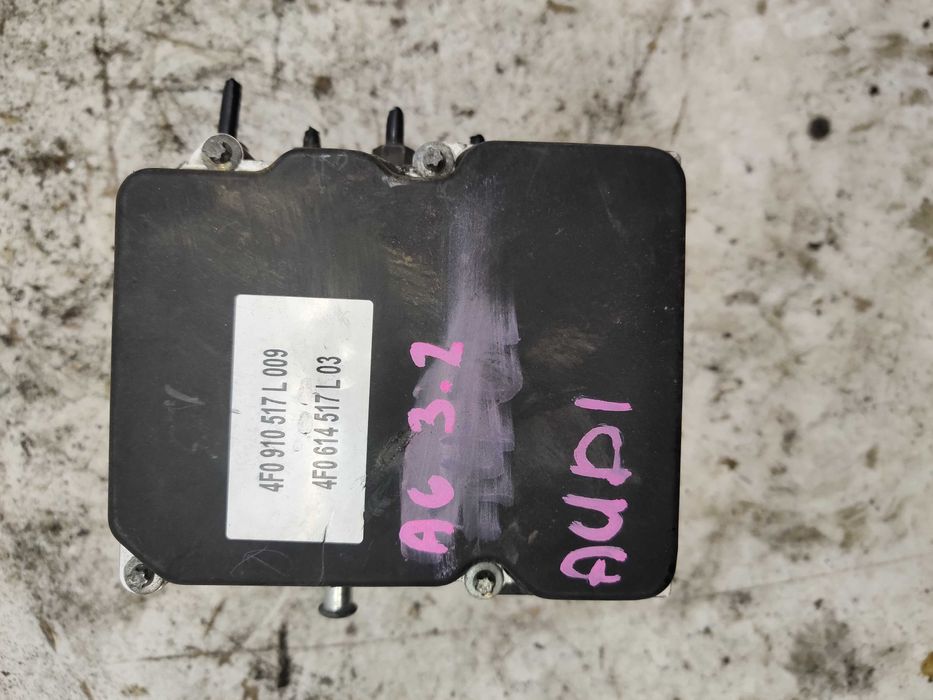 4F0 910 517 L 009
4F0 614 517 L 03
A6 3.2
AUDI